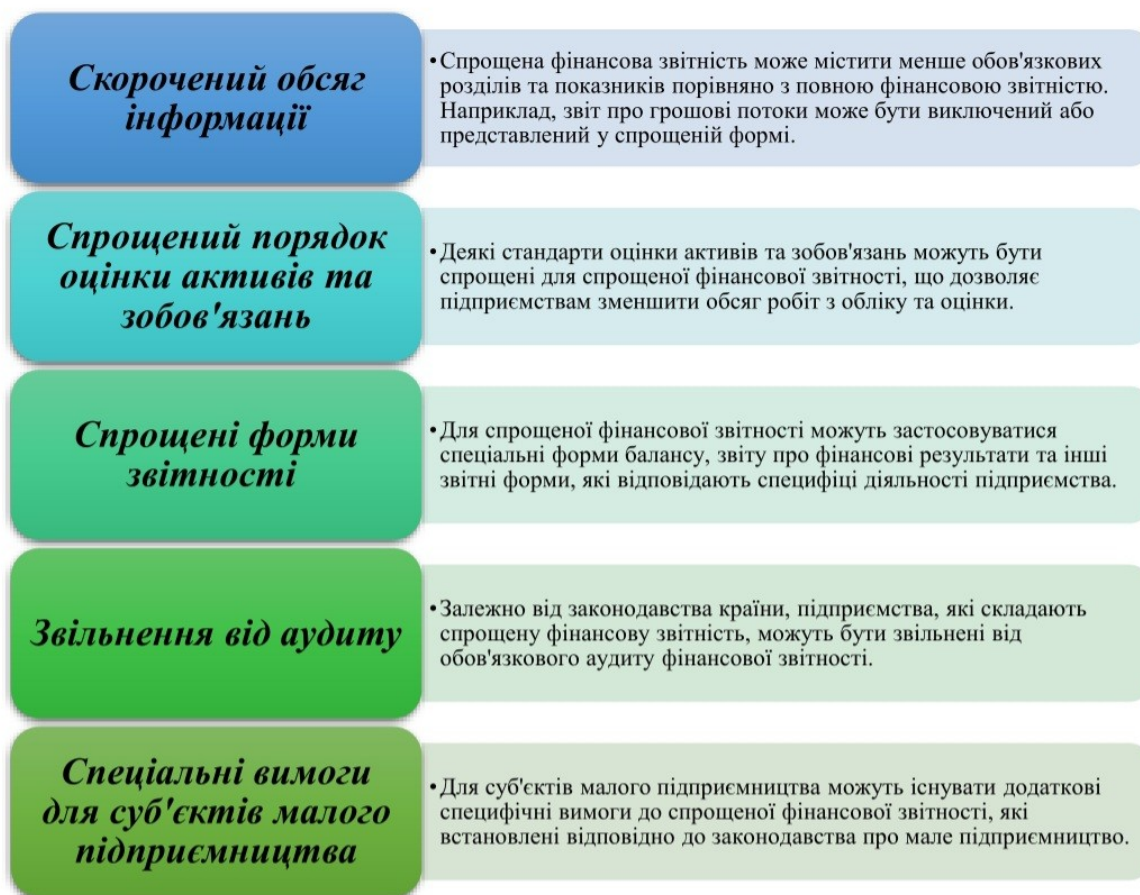 Скорочений обсяг
інформації
•Спрощена фінансова звітність може містити менше обов'язкових
розділів та показників порівняно з повною фінансовою звітністю.
Наприклад, звіт про грошові потоки може бути виключений або
представлений у спрощеній формі.
Спрощений порядок
оцінки активів та
зобов'язань
•Деякі стандарти оцінки активів та зобов'язань можуть бути
спрощені для спрощеної фінансової звітності, що дозволяє
підприємствам зменшити обсяг робіт з обліку та оцінки.
Спрощені форми
звітності
•Для спрощеної фінансової звітності можуть застосовуватися
спеціальні форми балансу, звіту про фінансові результати та інші
звітні форми, які відповідають специфіці діяльності підприємства.
Звільнення від аудиту
•Залежно від законодавства країни, підприємства, які складають
спрощену фінансову звітність, можуть бути звільнені від
обов'язкового аудиту фінансової звітності.
Спеціальні вимоги
для суб'єктів малого
підприємництва
•Для суб'єктів малого підприємництва можуть існувати додаткові
специфічні вимоги до спрощеної фінансової звітності, які
встановлені відповідно до законодавства про мале підприємництво.